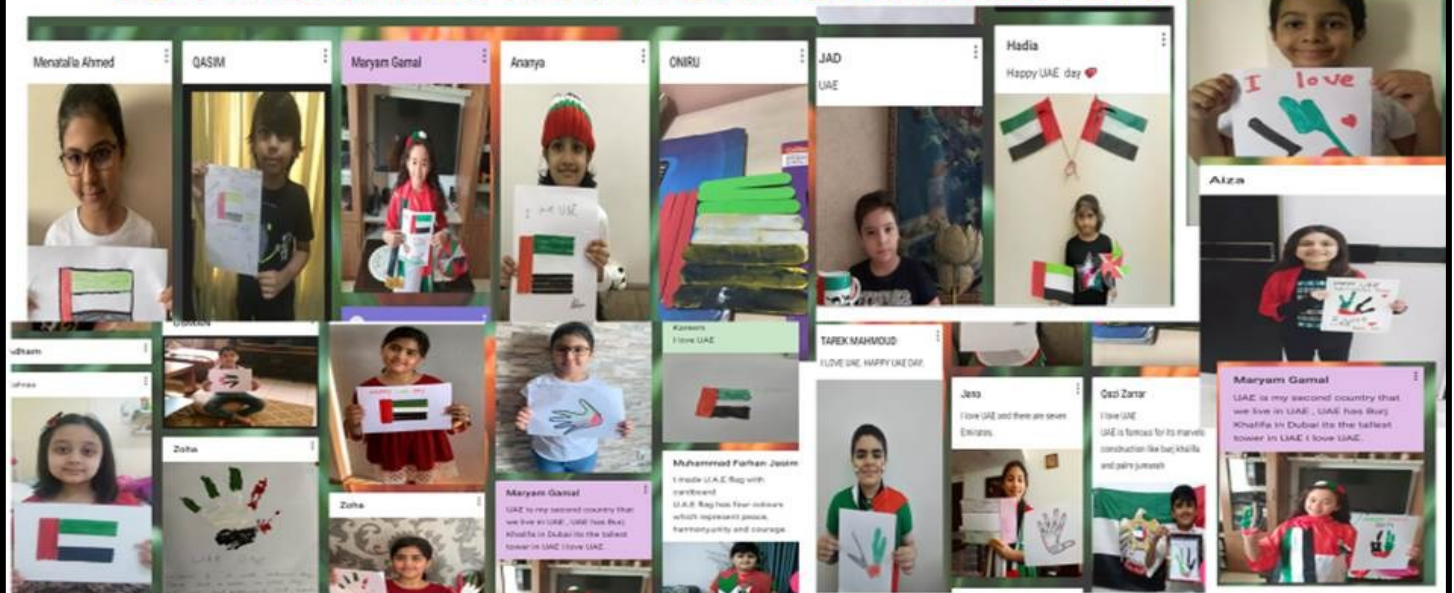 Menatalla Ahmed
QASIM
Maryam Gamal
Ananya
I love UAE
ONIRU
JAD
UAE
Hadia
Happy UAE day
I love
Aiza
Zoha
Zoha
Maryam Gamal
UAE is my second country that
we live in UAE , UAE has Burj
Khalifa in Dubai its the tallest
tower in UAE I love UAE.
Kareem
I love UAE
Muhammad Farhan Jasim
I made U.A.E flag with
cardboard
U.A.E flag has four colours
which represent peace,
harmony,unity and courage
TAREK MAHMOUD
I LOVE UAE. HAPPY UAE DAY.
Jana
I love UAE and there are seven
Emirates.
Qazi Zarrar
I love UAE
UAE is famous for its marvels
construction like burj khalifa
and palm jumairah
Maryam Gamal
UAE is my second country that
we live in UAE , UAE has Burj
Khalifa in Dubai its the tallest
tower in UAE I love UAE.